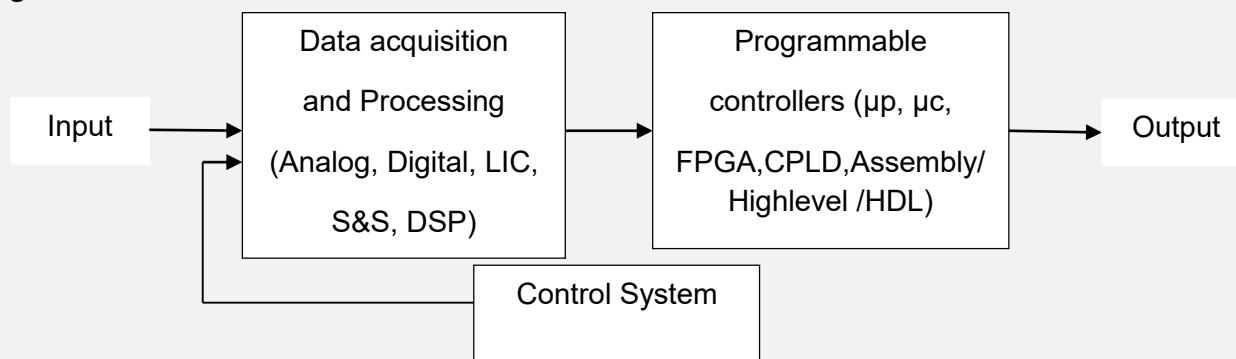 Input
Data acquisition
and Processing
(Analog, Digital, LIC,
S&S, DSP)
Programmable
controllers (μp, μc,
FPGA,CPLD,Assembly/
Highlevel /HDL)
Output
Control System